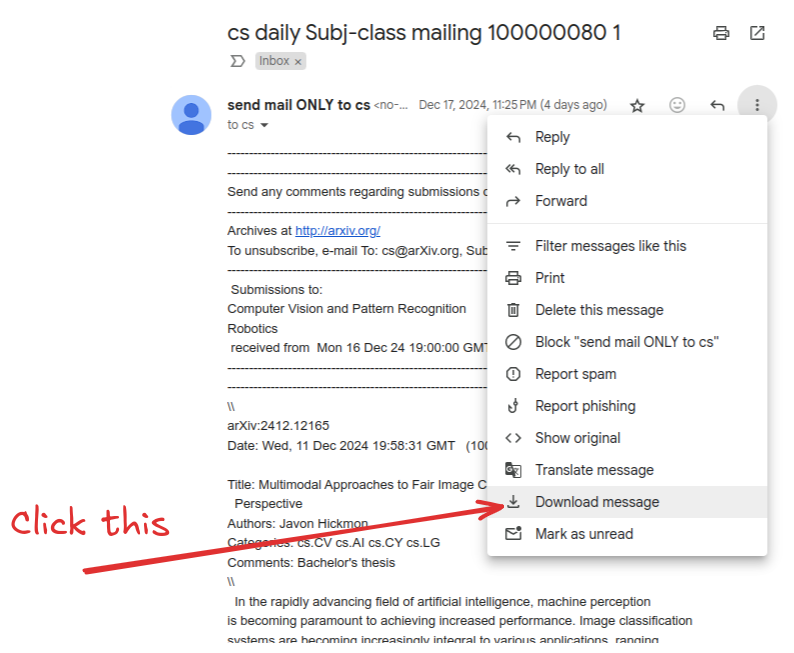 cs daily Subj-class mailing 100000080 1
Inbox ×
send mail ONLY to cs <no-... Dec 17, 2024, 11:25 PM (4 days ago)
to cs
--------------------------------------------------------------------------------
--------------------------------------------------------------------------------
Send any comments regarding submissions
--------------------------------------------------------------------------------
Archives at http://arxiv.org/
To unsubscribe, e-mail To: cs@arXiv.org, Sub
--------------------------------------------------------------------------------
Submissions to:
Computer Vision and Pattern Recognition
Robotics
received from Mon 16 Dec 24 19:00:00 GMT
--------------------------------------------------------------------------------
--------------------------------------------------------------------------------
\\
arXiv:2412.12165
Date: Wed, 11 Dec 2024 19:58:31 GMT (100
Title: Multimodal Approaches to Fair Image C
Perspective
Authors: Javon Hickmon
Categories: cs.CV cs.AI cs.CY cs.LG
Comments: Bachelor's thesis
\\
In the rapidly advancing field of artificial intelligence, machine perception
is becoming paramount to achieving increased performance. Image classification
systems are becoming increasingly integral to various applications, ranging
Reply
Reply to all
Forward
Filter messages like this
Print
Delete this message
Block "send mail ONLY to cs"
Report spam
Report phishing
Show original
Translate message
Download message
Mark as unread
Click this